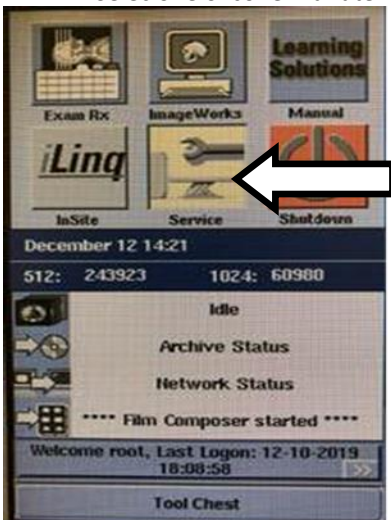 Learning
Solutions
Exam Rx
ImageWorks
Manual
iLinq
InSite
Service
Shutdown
December 12 14:21
512: 243923 1024: 60980
Idle
Archive Status
Network Status
**** Film Composer started ****
Welcome root, Last Logon: 12-10-2019
18:08:58
>>
Tool Chest